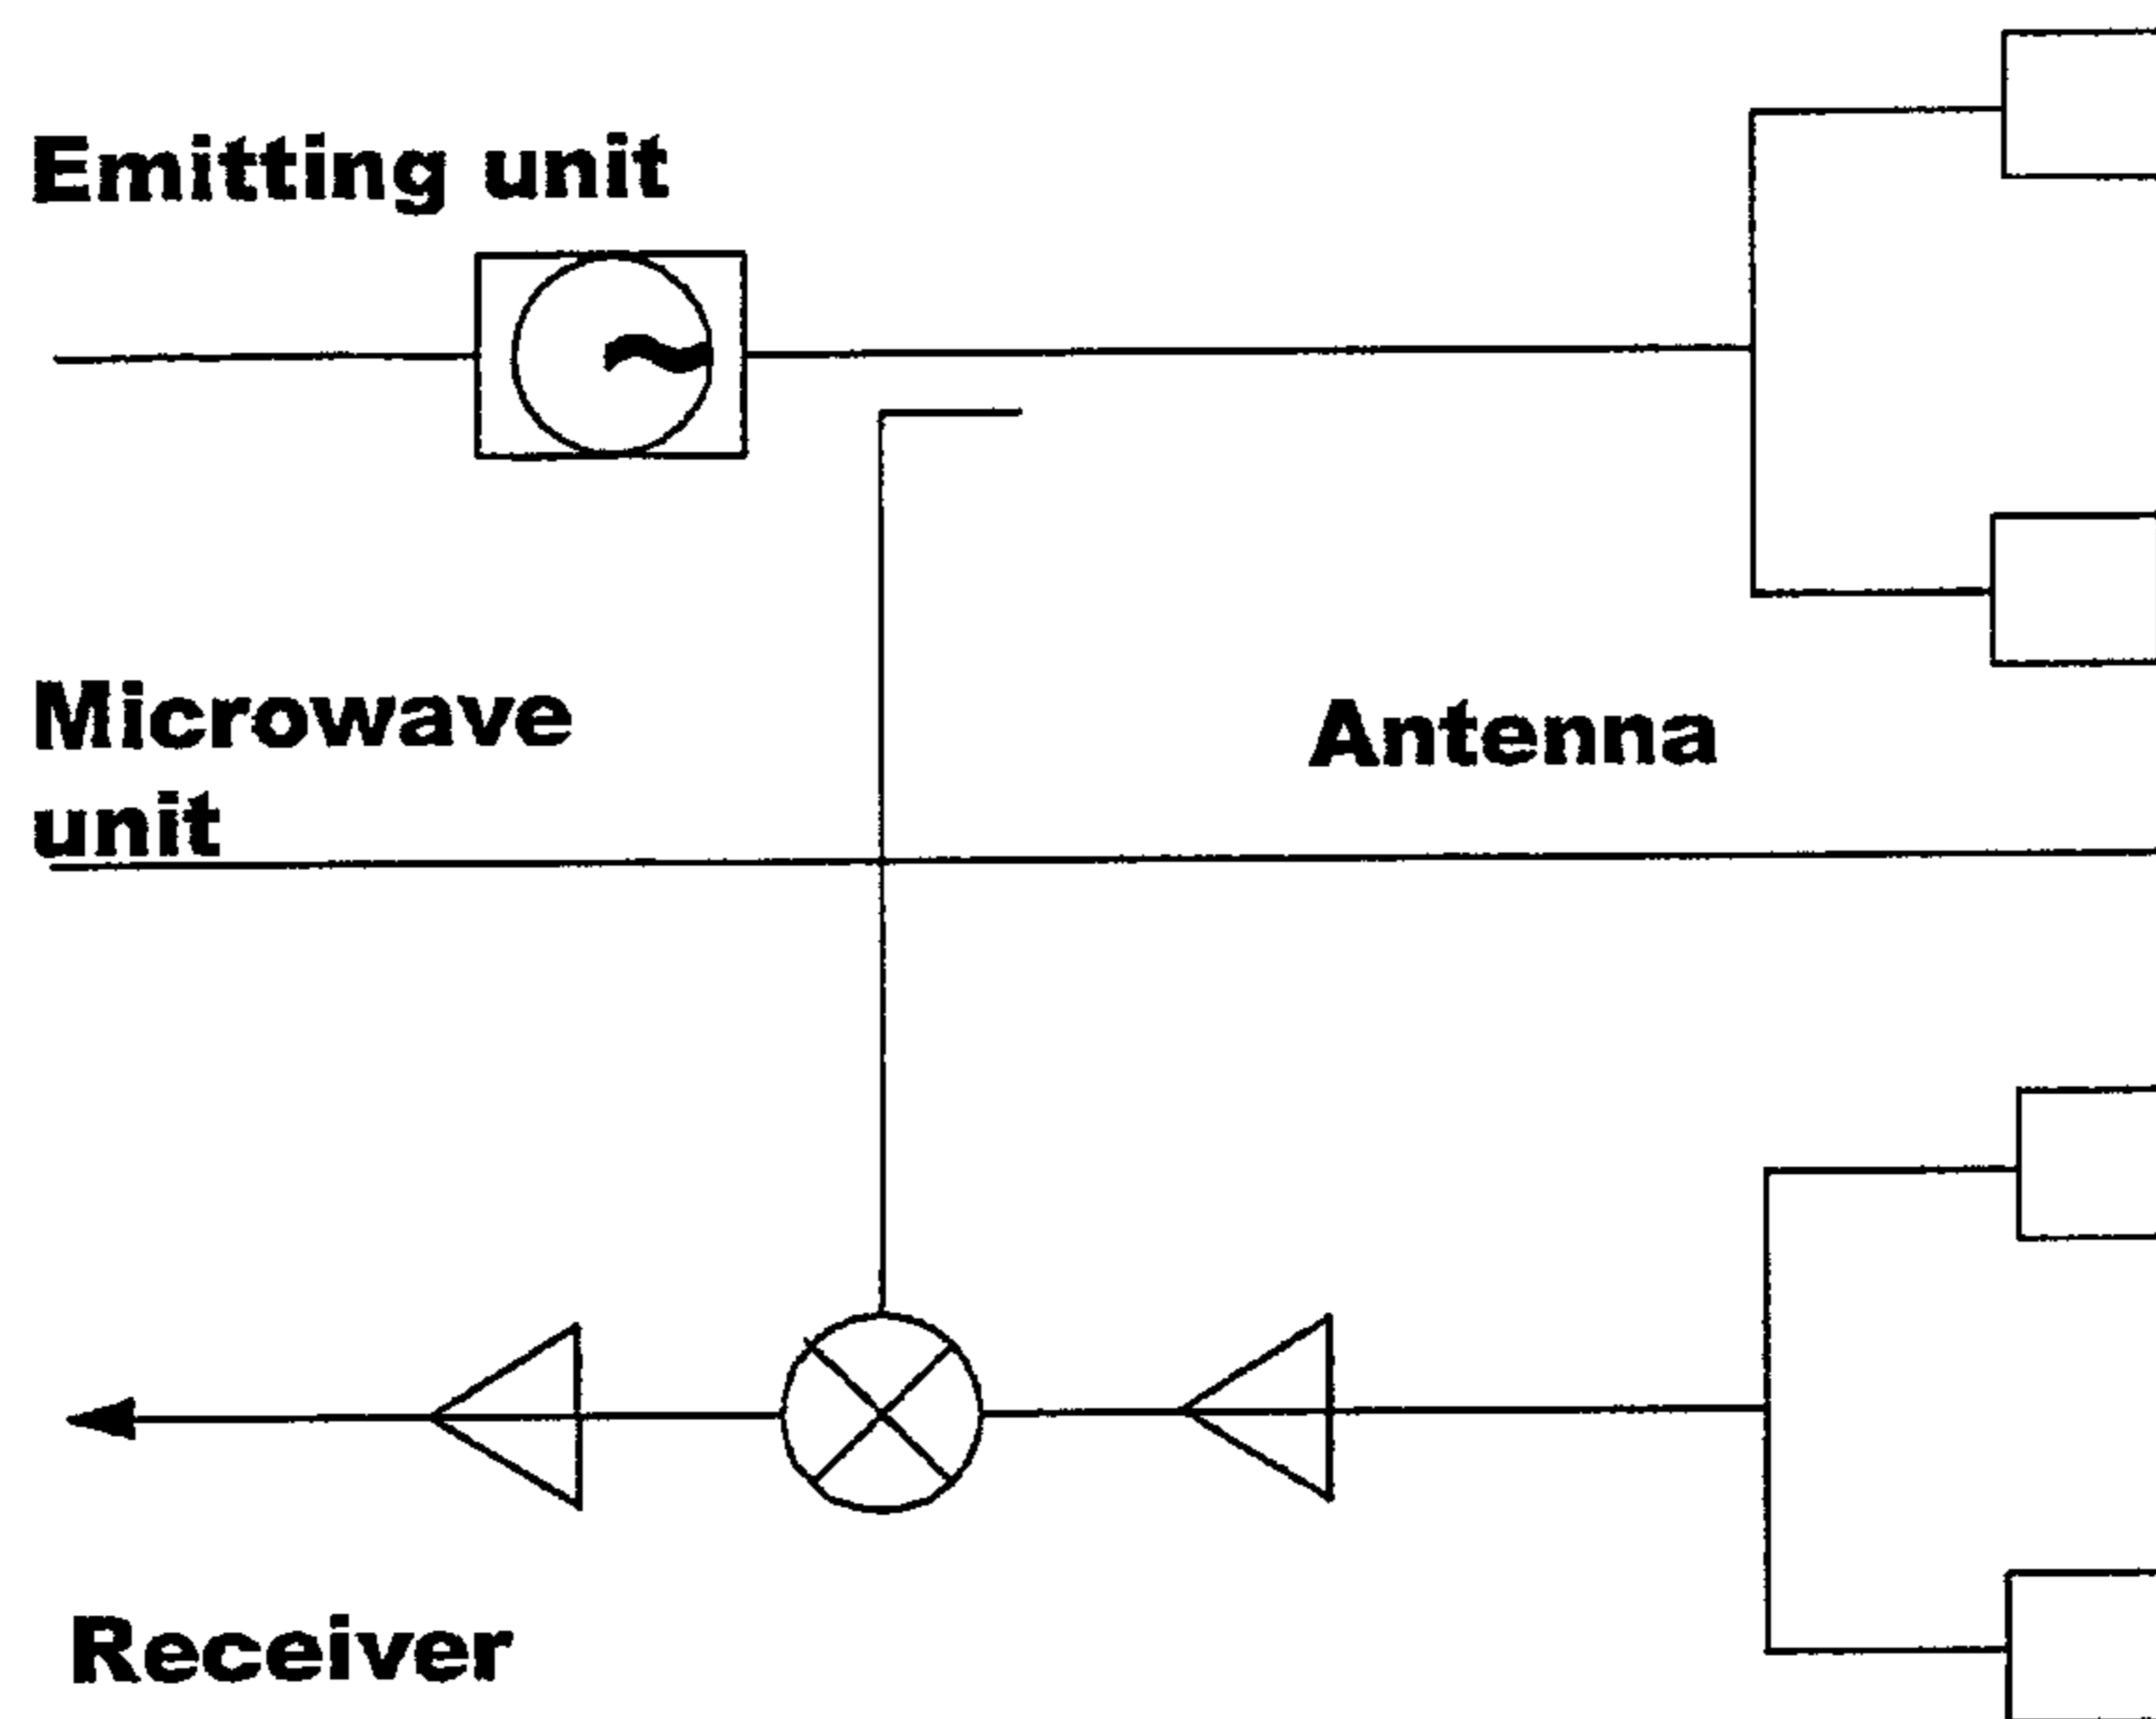 Emitting unit
Microwave
unit
Antenna
Receiver